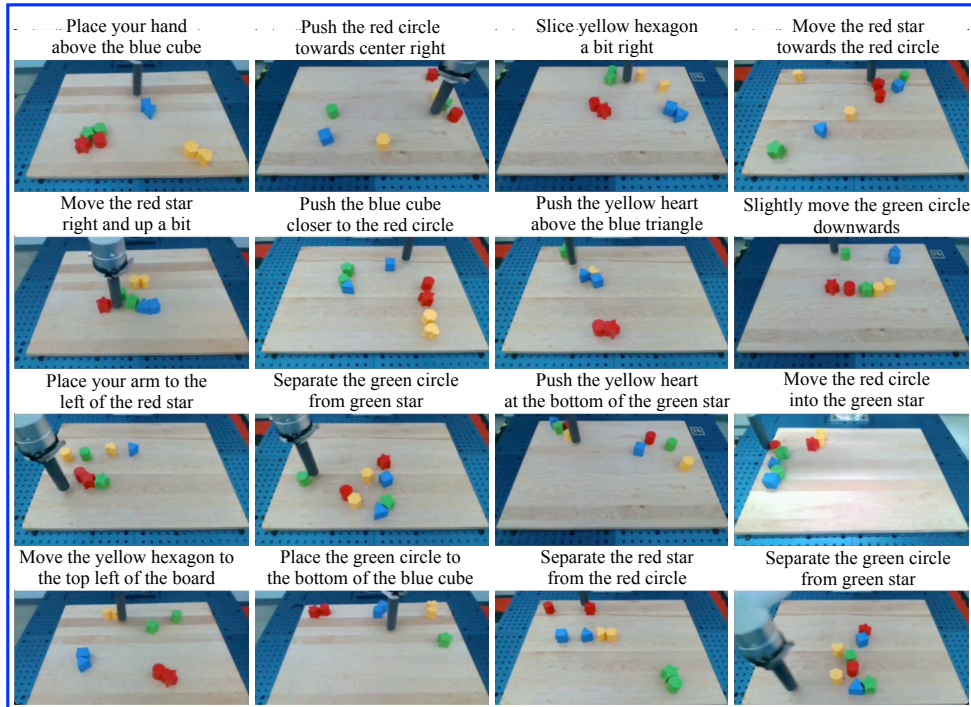 Place your hand
above the blue cube
Push the red circle
towards center right
Slice yellow hexagon
a bit right
Move the red star
towards the red circle
Move the red star
right and up a bit
Push the blue cube
closer to the red circle
Push the yellow heart
above the blue triangle
Slightly move the green circle
downwards
Place your arm to the
left of the red star
Separate the green circle
from green star
Push the yellow heart
at the bottom of the green star
Move the red circle
into the green star
Move the yellow hexagon to
the top left of the board
Place the green circle to
the bottom of the blue cube
Separate the red star
from the red circle
Separate the green circle
from green star